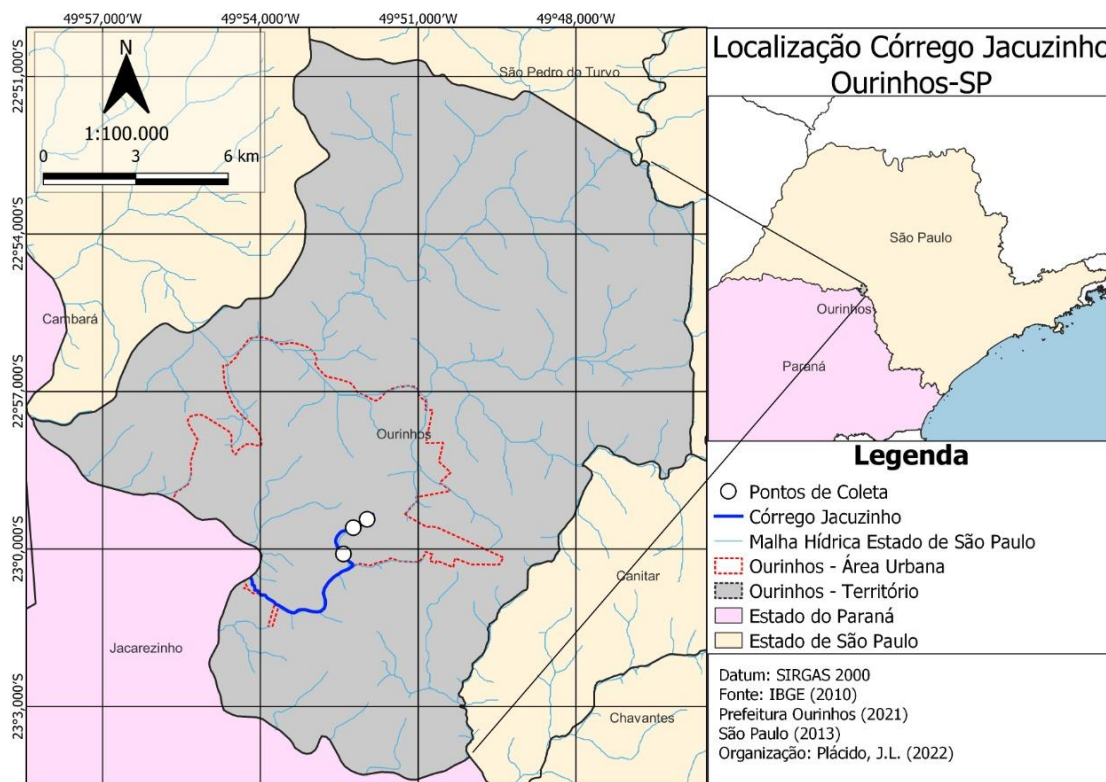 49°57,000'W 49°54,000'W 49°51,000'W 49°48,000'W
22°51,000'S
22°54,000'S
22°57,000'S
23°0,000'S
23°3,000'S
N
1:100.000
0 3 6 km
São Pedro do Turvo
Cambará
Ourinhos
Canitar
Jacarezinho
Chavantes
Localização Córrego Jacuzinho
Ourinhos-SP
São Paulo
Ourinhos
Paraná
Legenda
Pontos de Coleta
Córrego Jacuzinho
Malha Hídrica Estado de São Paulo
Ourinhos - Área Urbana
Ourinhos - Território
Estado do Paraná
Estado de São Paulo
Datum: SIRGAS 2000
Fonte: IBGE (2010)
Prefeitura Ourinhos (2021)
São Paulo (2013)
Organização: Plácido, J.L. (2022)